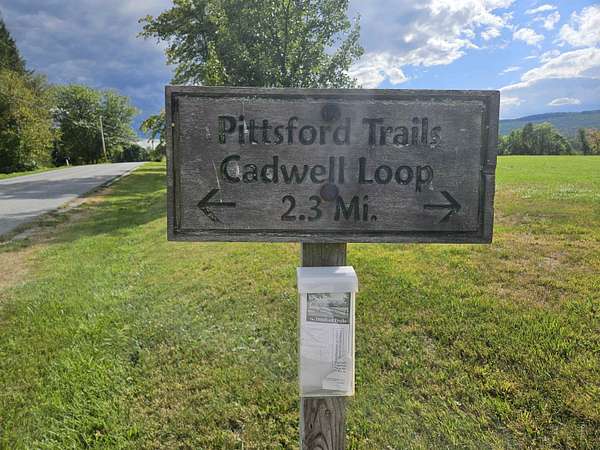 Pittsford Trails
Cadwell Loop
2.3 Mi.